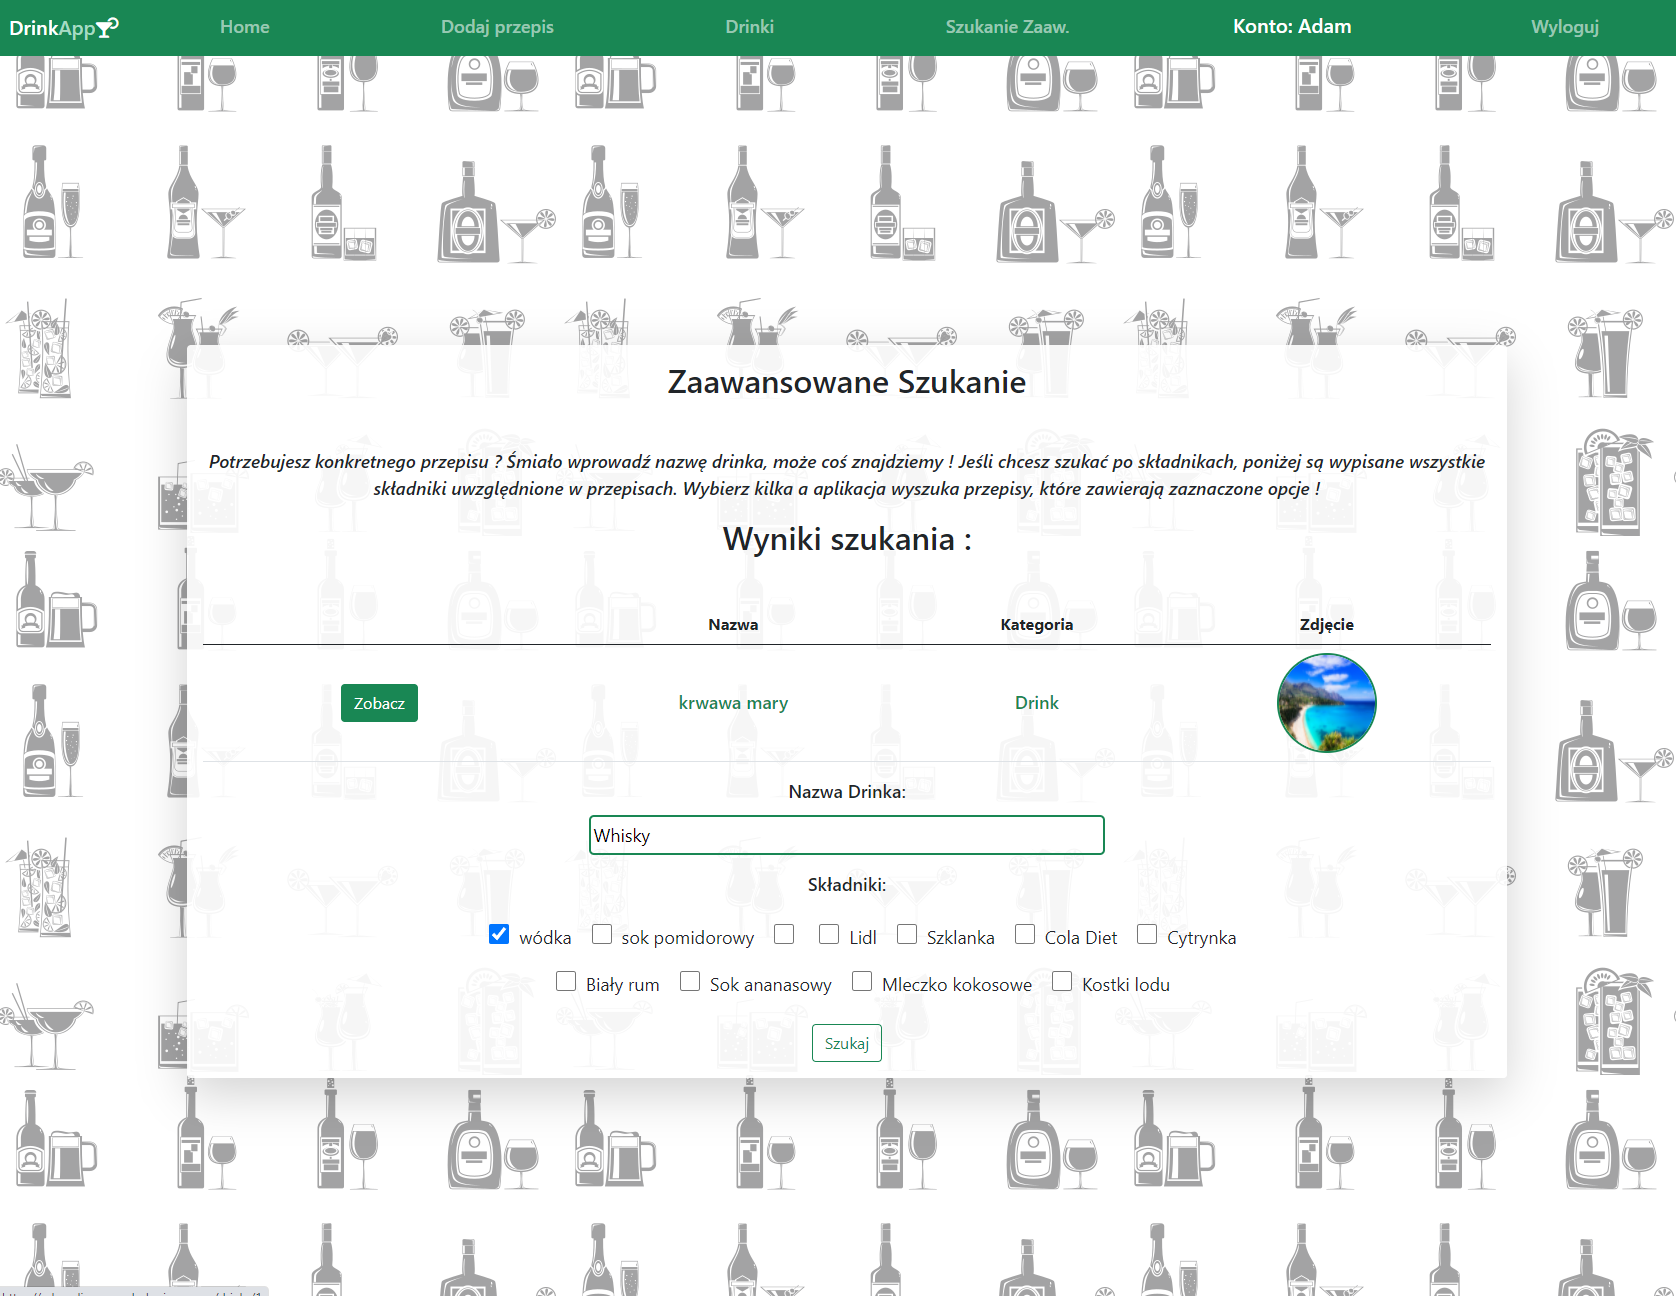 DrinkApp Home Dodaj przepis Drinki Szukanie Zaaw. Konto: Adam Wyloguj
Zaawansowane Szukanie
Potrzebujesz konkretnego przepisu ? Śmiało wprowadź nazwę drinka, może coś znajdziemy ! Jeśli chcesz szukać po składnikach, poniżej są wypisane wszystkie
składniki uwzględnione w przepisach. Wybierz kilka a aplikacja wyszuka przepisy, które zawierają zaznaczone opcje !
Wyniki szukania :
Nazwa Kategoria Zdjęcie
Zobacz krwawa mary Drink
Nazwa Drinka:
Whisky
Składniki:
wódka sok pomidorowy Lidl Szklanka Cola Diet Cytrynka
Biały rum Sok ananasowy Mleczko kokosowe Kostki lodu
Szukaj